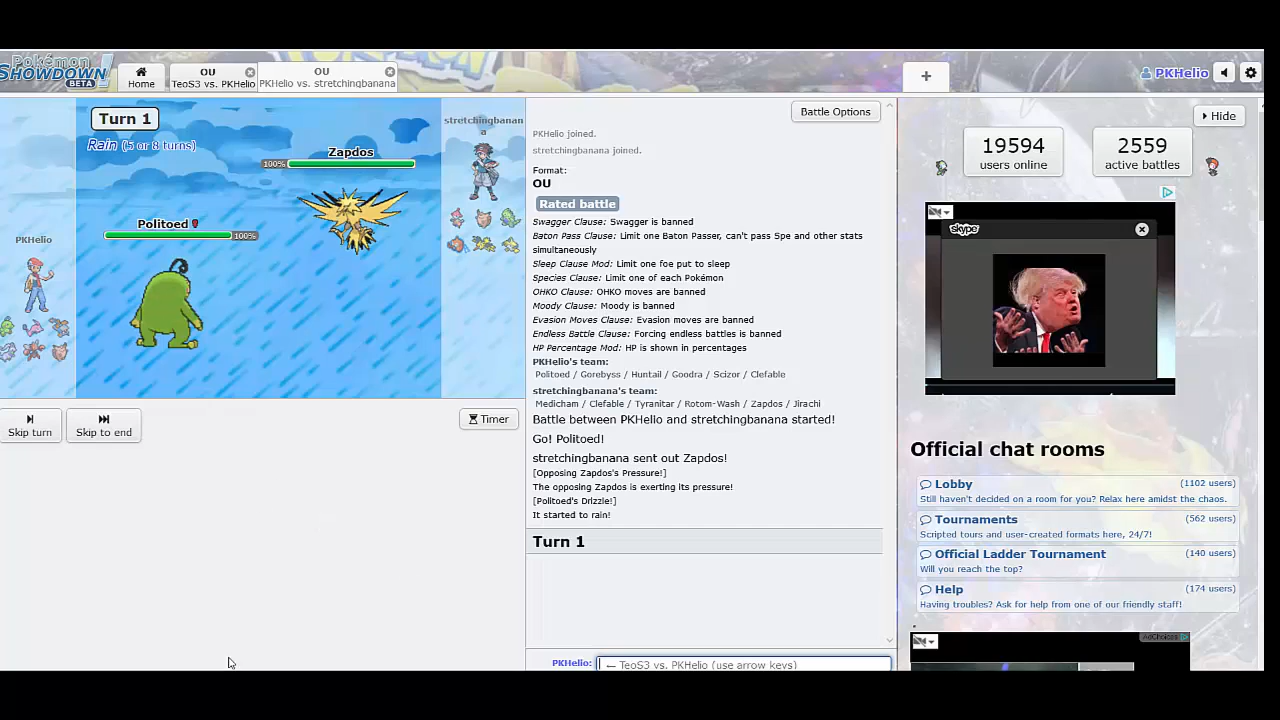 Pokémon
SHOWDOWN!
BETA
Home
OU
TeoS3 vs. PKHelio
OU
PKHelio vs. stretchingbanana
+
PKHelio
Turn 1
Rain (5 or 8 turns)
Zapdos
100%
Politoed
100%
PKHelio
stretchingbanan
a
Battle Options
PKHelio joined.
stretchingbanana joined.
Format:
OU
Rated battle
Swagger Clause: Swagger is banned
Baton Pass Clause: Limit one Baton Passer, can't pass Spe and other stats
simultaneously
Sleep Clause Mod: Limit one foe put to sleep
Species Clause: Limit one of each Pokémon
OHKO Clause: OHKO moves are banned
Moody Clause: Moody is banned
Evasion Moves Clause: Evasion moves are banned
Endless Battle Clause: Forcing endless battles is banned
HP Percentage Mod: HP is shown in percentages
PKHelio's team:
Politoed / Gorebyss / Huntail / Goodra / Scizor / Clefable
stretchingbanana's team:
Medicham / Clefable / Tyranitar / Rotom-Wash / Zapdos / Jirachi
Battle between PKHelio and stretchingbanana started!
Go! Politoed!
stretchingbanana sent out Zapdos!
[Opposing Zapdos's Pressure!]
The opposing Zapdos is exerting its pressure!
[Politoed's Drizzle!]
It started to rain!
Turn 1
PKHelio:
← TeoS3 vs. PKHelio (use arrow keys)
Skip turn
Skip to end
Timer
Hide
19594
users online
2559
active battles
skype
Official chat rooms
Lobby
(1102 users)
Still haven't decided on a room for you? Relax here amidst the chaos.
Tournaments
(562 users)
Scripted tours and user-created formats here, 24/7!
Official Ladder Tournament
(140 users)
Will you reach the top?
Help
(174 users)
Having troubles? Ask for help from one of our friendly staff!
AdChoices